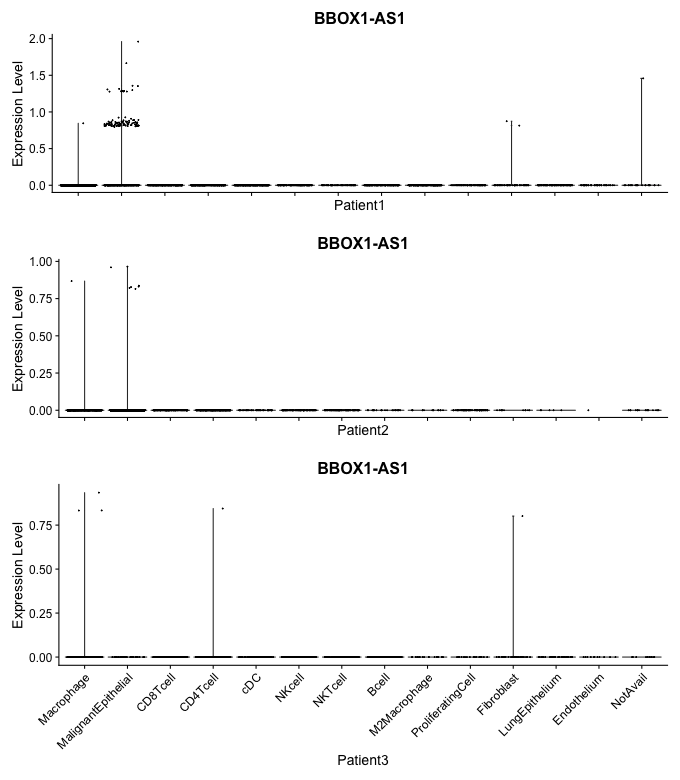 BBOX1-AS1
Expression Level
2.0
1.5
1.0
0.5
0.0
Patient1
BBOX1-AS1
Expression Level
1.00
0.75
0.50
0.25
0.00
Patient2
BBOX1-AS1
Expression Level
0.75
0.50
0.25
0.00
Macrophage
MalignantEpithelial
CD8Tcell
CD4Tcell
cDC
NKcell
NKTcell
Bcell
M2Macrophage
ProliferatingCell
Fibroblast
LungEpithelium
Endothelium
NotAvail
Patient3